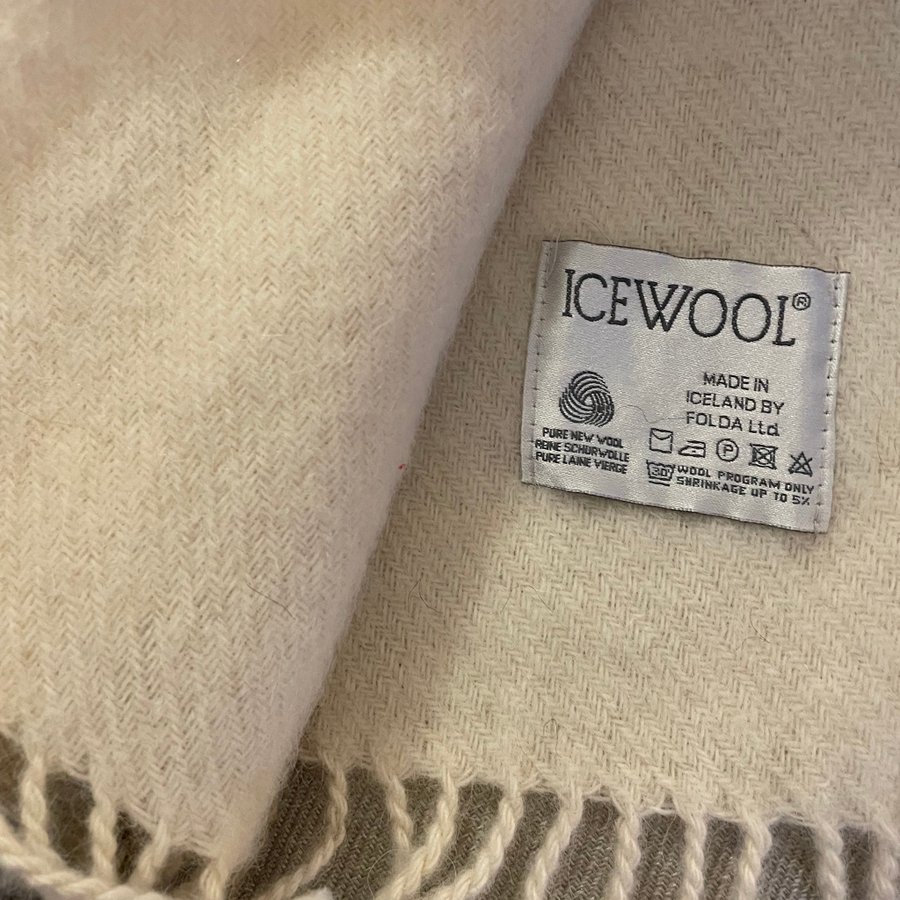 ICEWOOL®
MADE IN
ICELAND BY
FOLDA Ltd.
PURE NEW WOOL
REINE SCHURWOLLE
PURE LAINE VIERGE
P
30°
WOOL PROGRAM ONLY
SHRINKAGE UP TO 5%